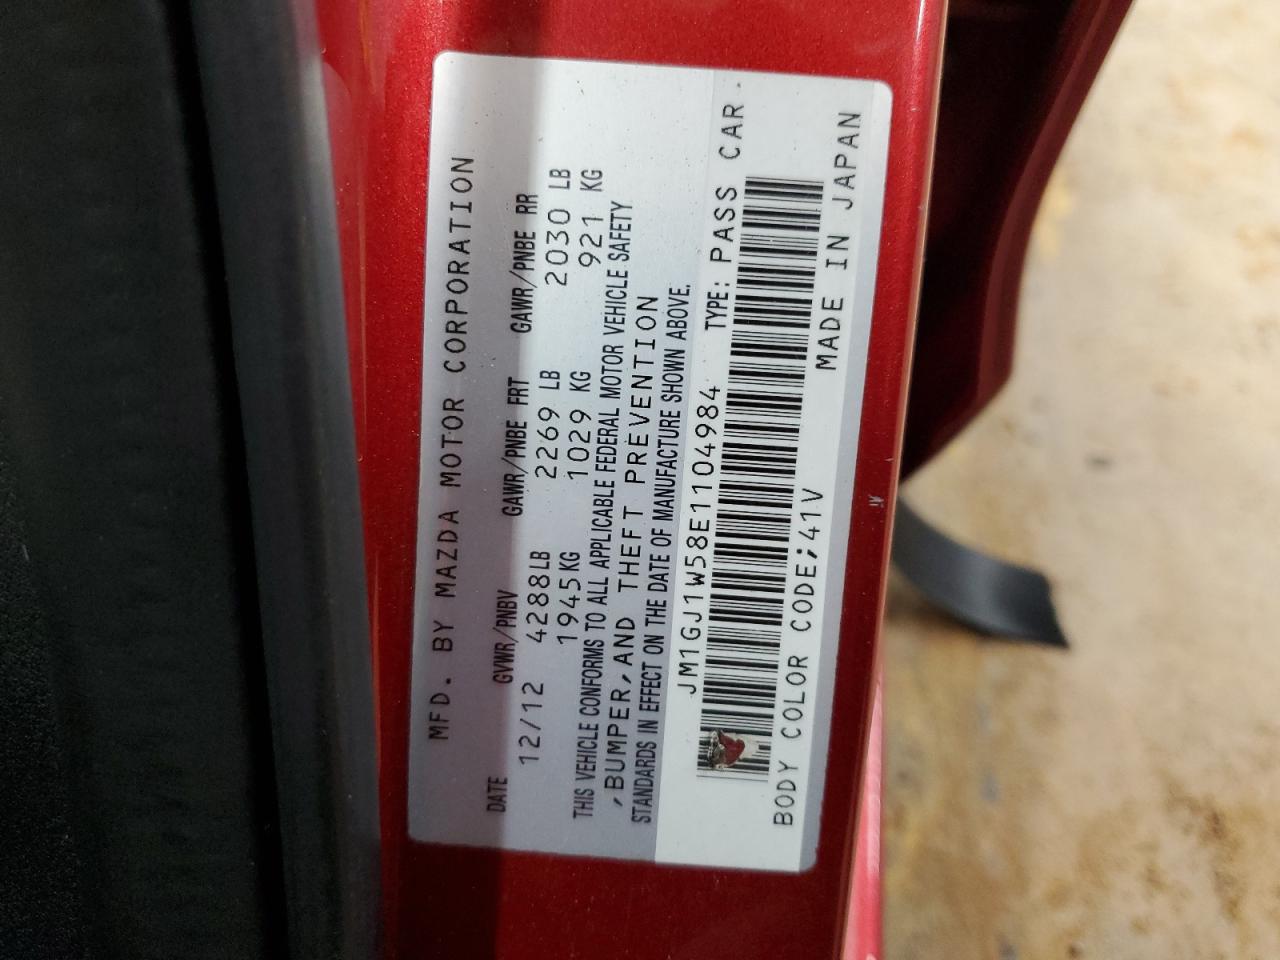 MFD. BY MAZDA MOTOR CORPORATION
DATE GVWR/PNBV GAWR/PNBE FRT GAWR/PNBE RR
12/12 4288LB 2269 LB 2030 LB
1945KG 1029 KG 921 KG
THIS VEHICLE CONFORMS TO ALL APPLICABLE FEDERAL MOTOR VEHICLE SAFETY
,BUMPER,AND THEFT PREVENTION
STANDARDS IN EFFECT ON THE DATE OF MANUFACTURE SHOWN ABOVE.
JM1GJ1W58E1104984 TYPE: PASS CAR
BODY COLOR CODE;41V MADE IN JAPAN